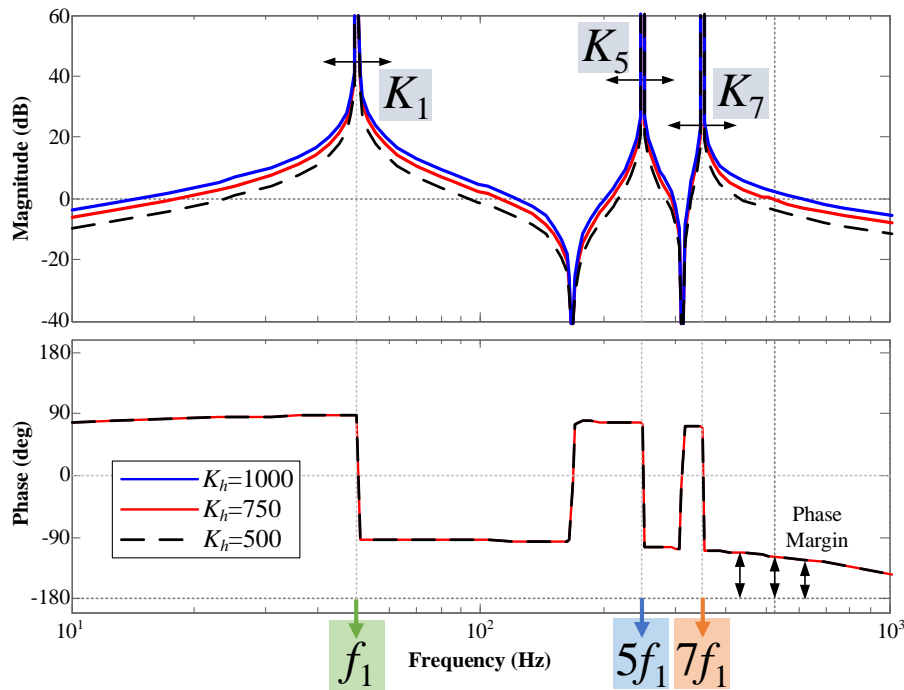 60
40
20
0
-20
-40
Magnitude (dB)
K₁
K₅
K₇
180
90
0
-90
-180
Phase (deg)
Kₕ=1000
Kₕ=750
Kₕ=500
Phase
Margin
10¹
10²
10³
f₁
5f₁
7f₁
Frequency (Hz)